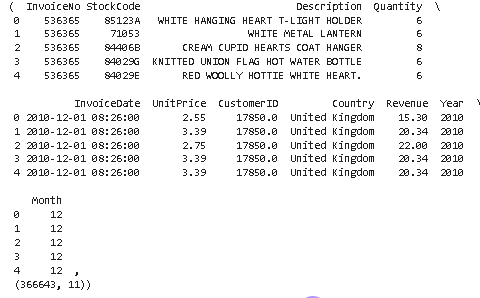 (  InvoiceNo StockCode                          Description  Quantity  \
0    536365    85123A   WHITE HANGING HEART T-LIGHT HOLDER         6
1    536365     71053                  WHITE METAL LANTERN         6
2    536365    84406B       CREAM CUPID HEARTS COAT HANGER         8
3    536365    84029G  KNITTED UNION FLAG HOT WATER BOTTLE         6
4    536365    84029E       RED WOOLLY HOTTIE WHITE HEART.         6
InvoiceDate  UnitPrice  CustomerID         Country  Revenue  Year  \
0 2010-12-01 08:26:00       2.55     17850.0  United Kingdom    15.30  2010
1 2010-12-01 08:26:00       3.39     17850.0  United Kingdom    20.34  2010
2 2010-12-01 08:26:00       2.75     17850.0  United Kingdom    22.00  2010
3 2010-12-01 08:26:00       3.39     17850.0  United Kingdom    20.34  2010
4 2010-12-01 08:26:00       3.39     17850.0  United Kingdom    20.34  2010
Month
0     12
1     12
2     12
3     12
4     12  ,
(366643, 11))